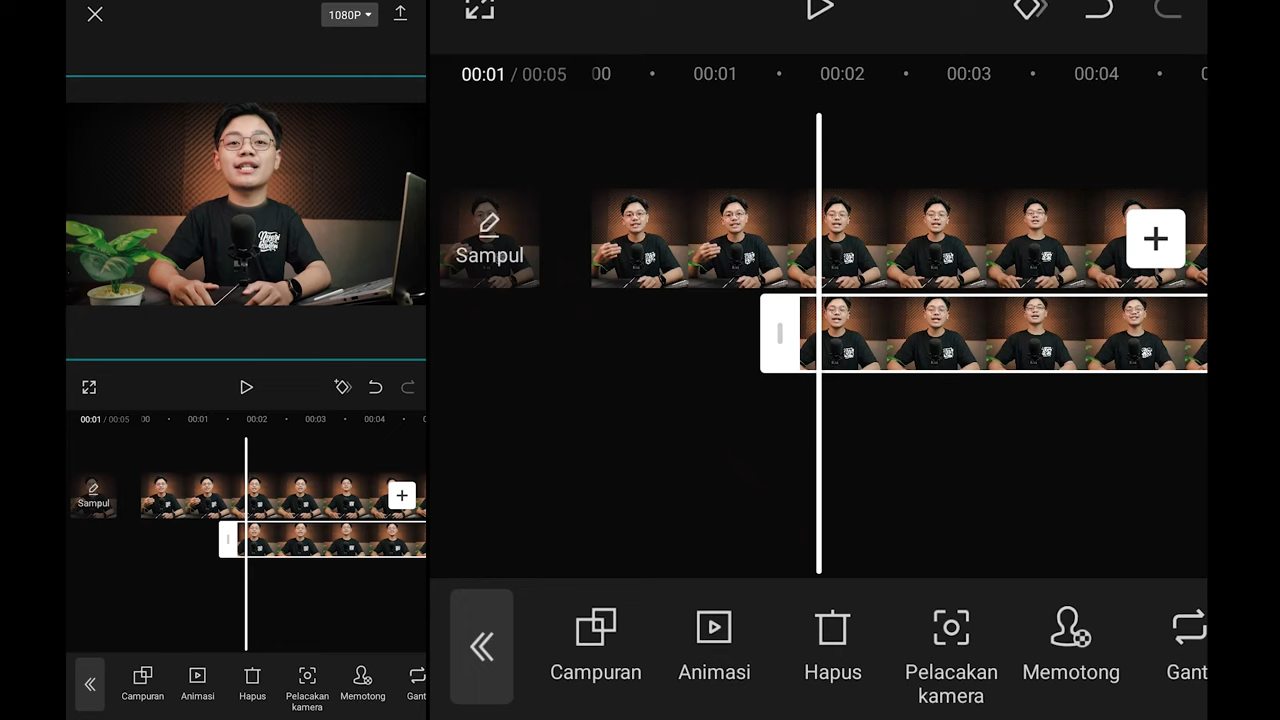 1080P
00:01 / 00:05
00
00:01
00:02
00:03
00:04
Sampul
Campuran
Animasi
Hapus
Pelacakan
kamera
Memotong
Gant
00:01 / 00:05
00
00:01
00:02
00:03
00:04
Sampul
Campuran
Animasi
Hapus
Pelacakan
kamera
Memotong
Gant